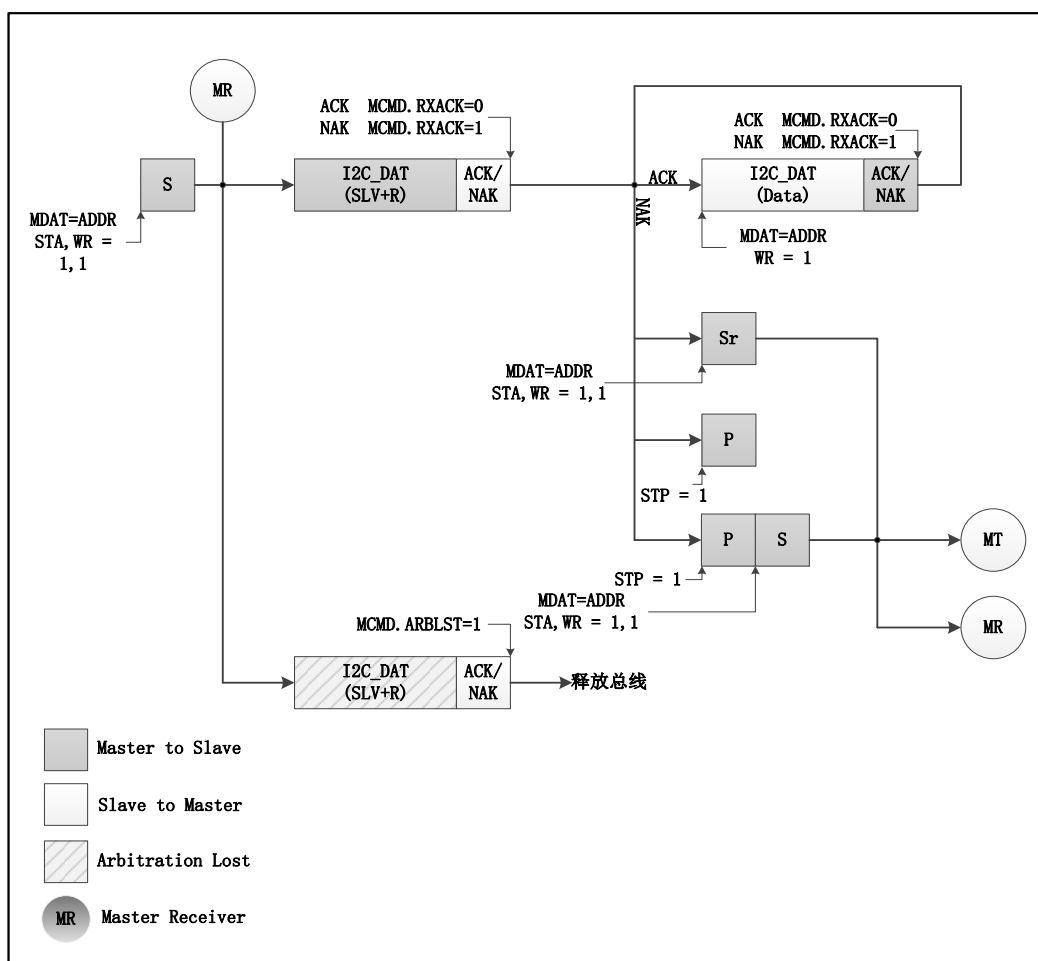 MR
ACK MCMD.RXACK=0
NAK MCMD.RXACK=1
ACK MCMD.RXACK=0
NAK MCMD.RXACK=1
S
I2C_DAT
(SLV+R)
ACK/
NAK
ACK
NAK
I2C_DAT
(Data)
ACK/
NAK
MDAT=ADDR
STA,WR =
1,1
MDAT=ADDR
WR = 1
Sr
MDAT=ADDR
STA,WR = 1,1
P
STP = 1
P
S
MT
STP = 1
MDAT=ADDR
STA,WR = 1,1
MR
MCMD.ARBLST=1
I2C_DAT
(SLV+R)
ACK/
NAK
释放总线
Master to Slave
Slave to Master
Arbitration Lost
MR
Master Receiver